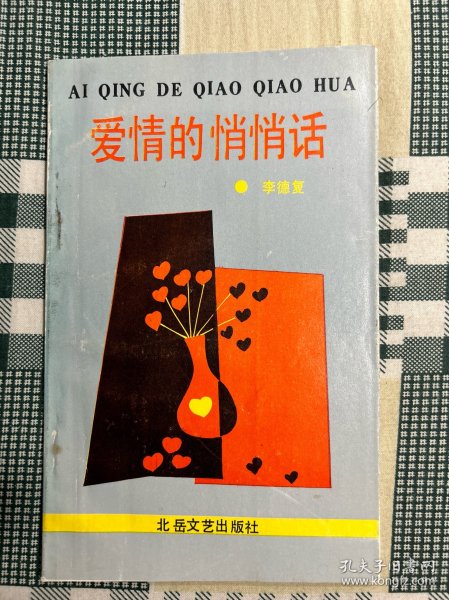 AI QING DE QIAO QIAO HUA
爱情的悄悄话
李德复
北岳文艺出版社
孔夫子旧书网
www.kongfz.com